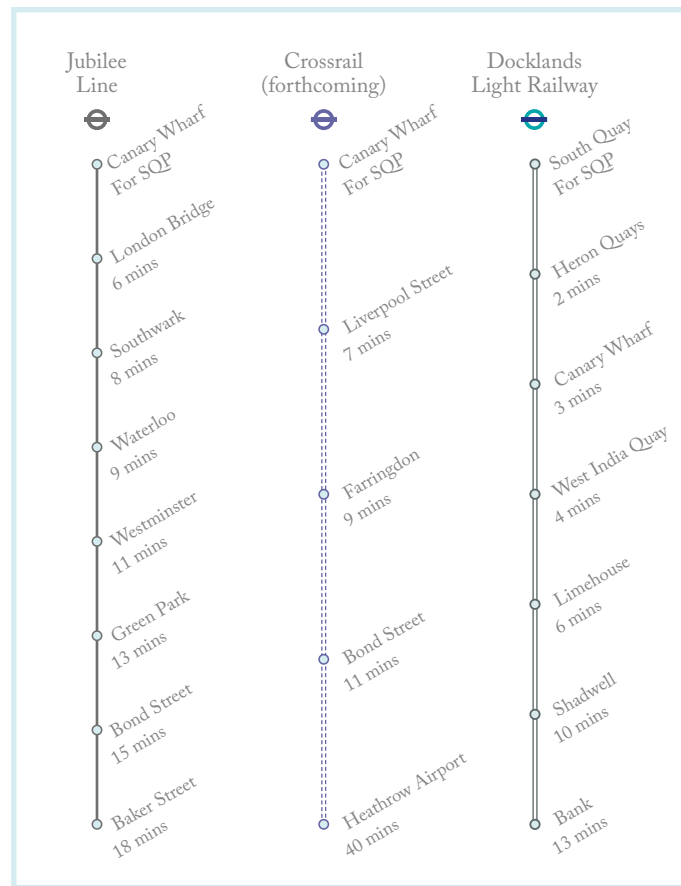 Jubilee
Line
Canary Wharf
For SQP
London Bridge
6 mins
Southwark
8 mins
Waterloo
9 mins
Westminster
11 mins
Green Park
13 mins
Bond Street
15 mins
Baker Street
18 mins
Crossrail
(forthcoming)
Canary Wharf
For SQP
Liverpool Street
7 mins
Farringdon
9 mins
Bond Street
11 mins
Heathrow Airport
40 mins
Docklands
Light Railway
South Quay
For SQP
Heron Quays
2 mins
Canary Wharf
3 mins
West India Quay
4 mins
Limehouse
6 mins
Shadwell
10 mins
Bank
13 mins